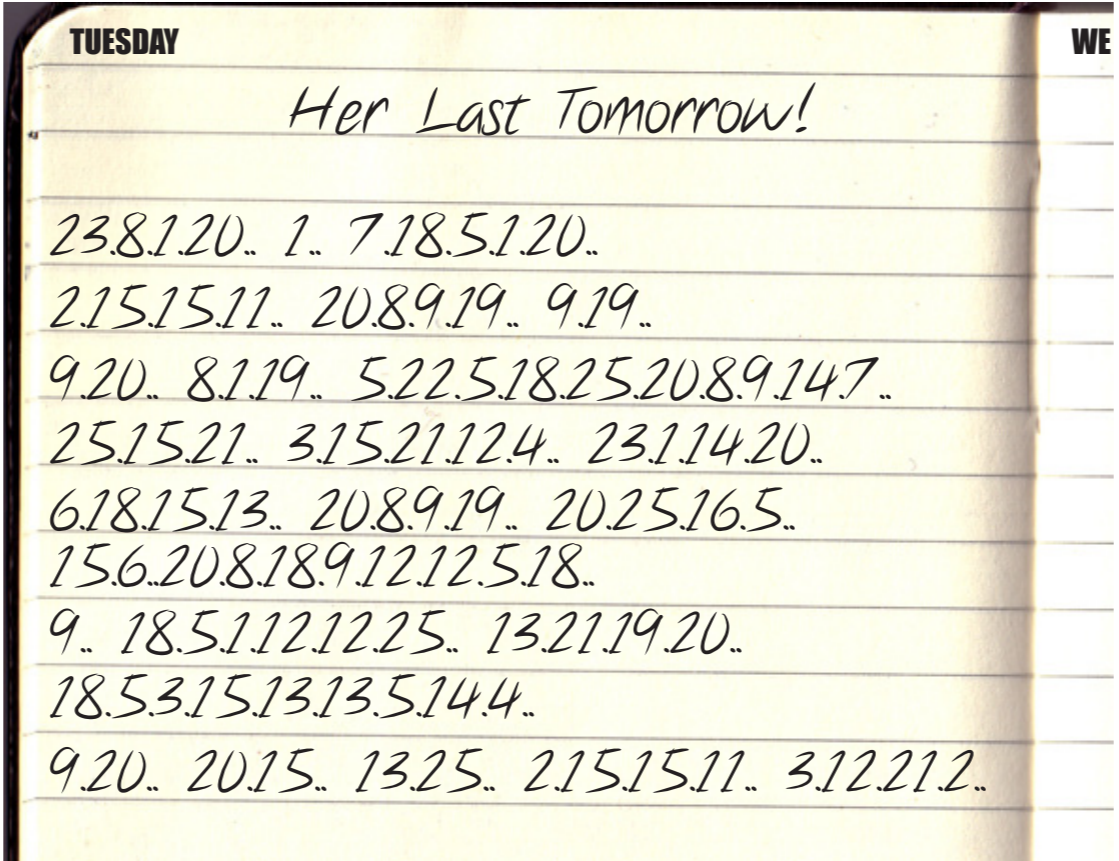 TUESDAY
WE
Her Last Tomorrow!
23.8.1.20.. 1.. 7.18.5.1.20..
2.15.15.11.. 20.8.9.19.. 9.19..
9.20.. 8.1.19.. 5.22.5.18.25.20.8.9.14.7..
25.15.21.. 3.15.21.12.4.. 23.1.14.20..
6.18.15.13.. 20.8.9.19.. 20.25.16.5..
15.6..20.8.18.9.12.12.5.18..
9.. 18.5.1.12.12.25.. 13.21.19.20..
18.5.3.15.13.13.5.14.4..
9.20.. 20.15.. 13.25.. 2.15.15.11.. 3.12.21.2..